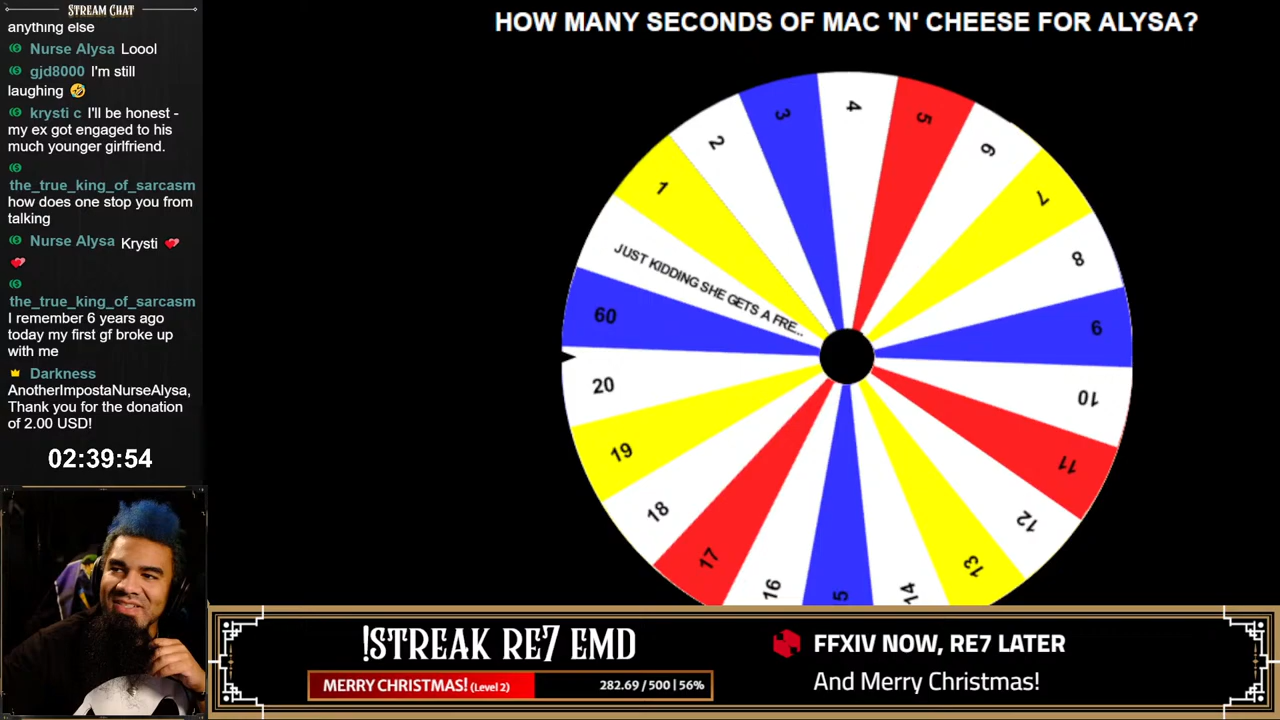 STREAM CHAT
anything else
Nurse Alysa Loool
gjd8000 I'm still
laughing 🤣
krysti c I'll be honest -
my ex got engaged to his
much younger girlfriend.
the_true_king_of_sarcasm
how does one stop you from
talking
Nurse Alysa Krysti 💕
💕
the_true_king_of_sarcasm
I remember 6 years ago
today my first gf broke up
with me
Darkness
AnotherImpostaNurseAlysa,
Thank you for the donation
of 2.00 USD!
02:39:54
HOW MANY SECONDS OF MAC 'N' CHEESE FOR ALYSA?
JUST KIDDING SHE GETS A FRE...
1
2
3
4
5
6
7
8
9
10
11
12
13
14
5
16
17
18
19
20
60
!STREAK RE7 EMD
MERRY CHRISTMAS! (Level 2) 282.69 / 500 | 56%
FFXIV NOW, RE7 LATER
And Merry Christmas!